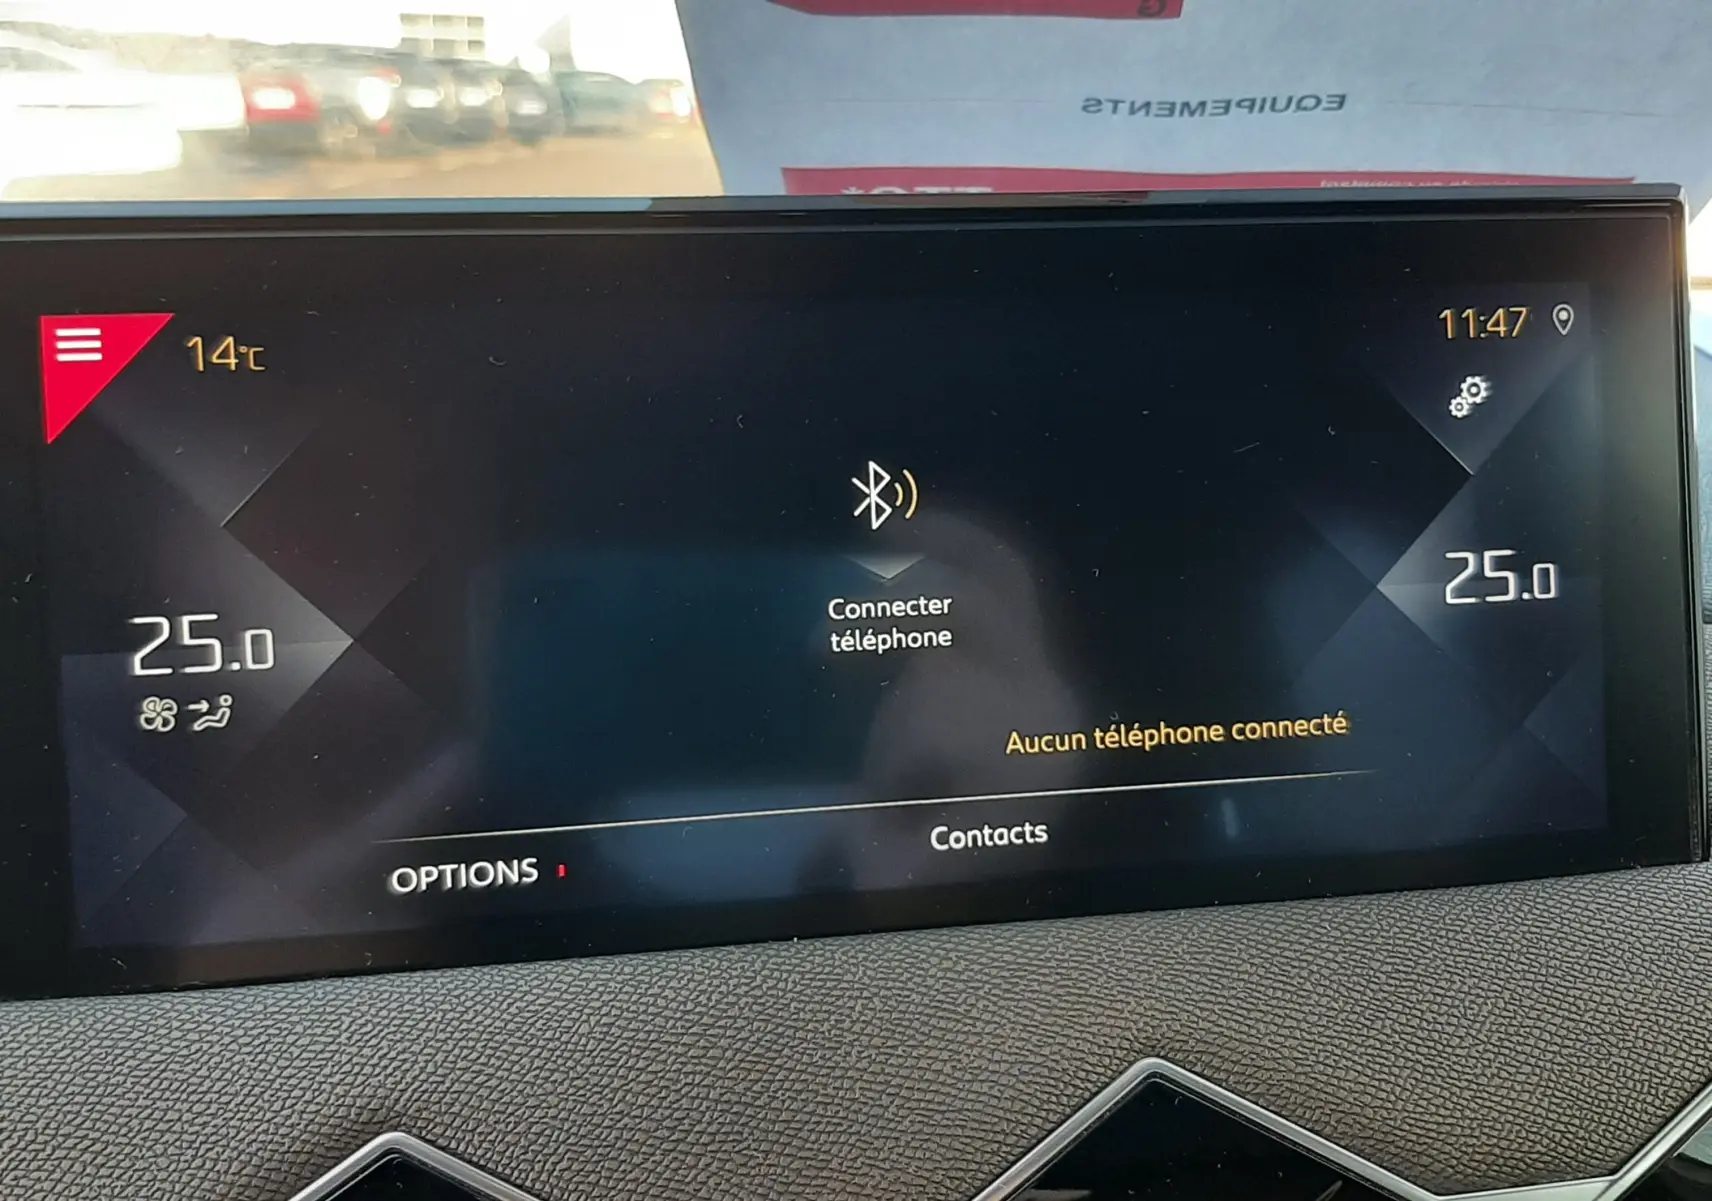 EQUIPEMENTS
14°C
11:47
25.0
25.0
Connecter
téléphone
Aucun téléphone connecté
Contacts
OPTIONS